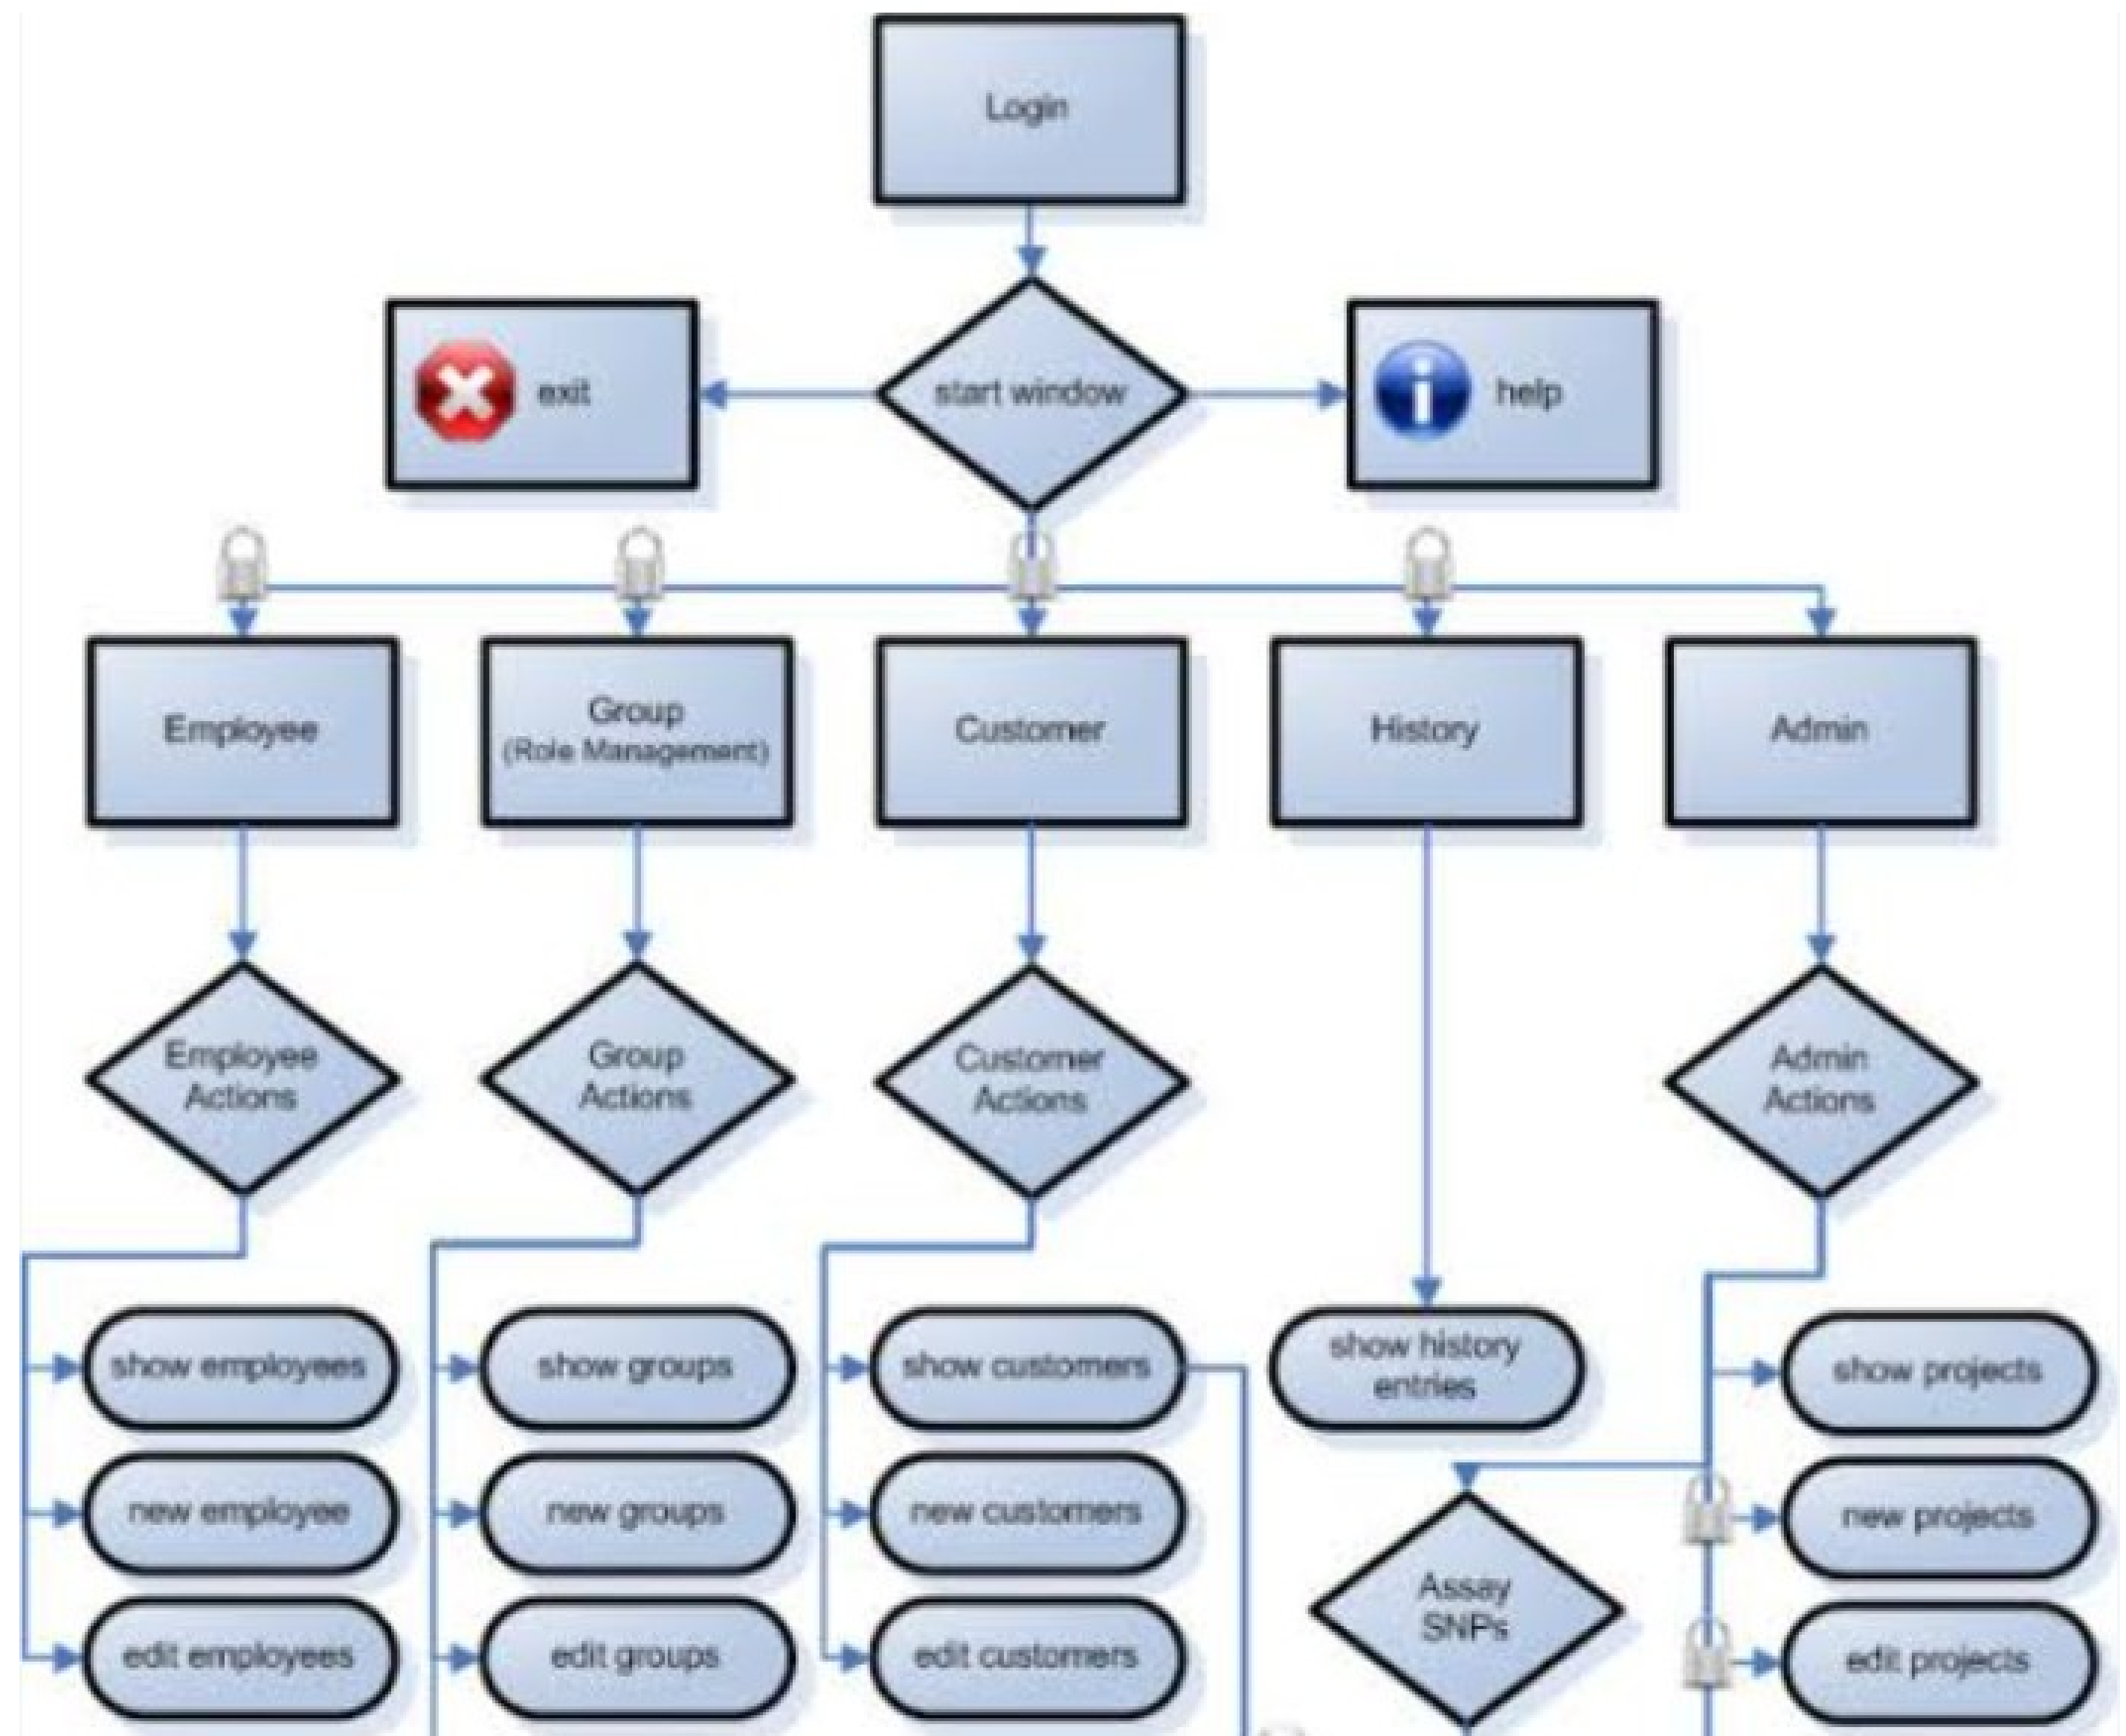 Login
exit
start window
help
Employee
Group
(Role Management)
Customer
History
Admin
Employee
Actions
Group
Actions
Customer
Actions
Admin
Actions
show employees
show groups
show customers
show history
entries
show projects
new employee
new groups
new customers
new projects
Assay
SNPs
edit employees
edit groups
edit customers
edit projects